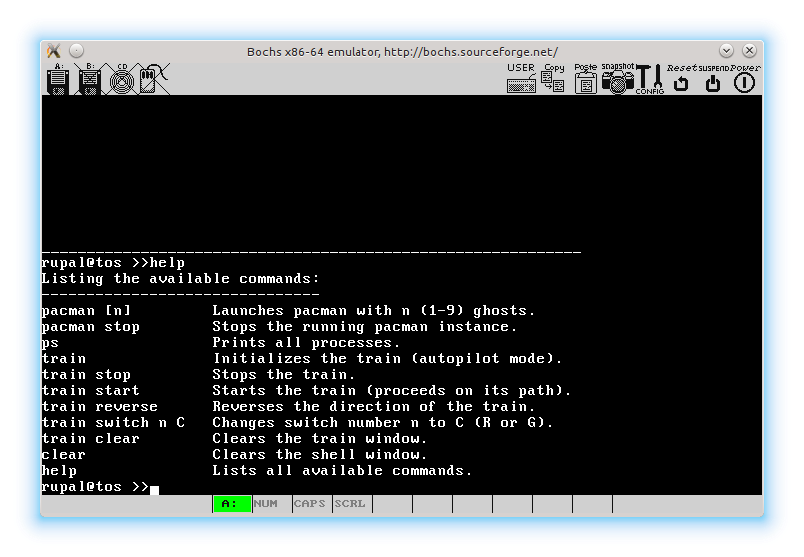 Bochs x86-64 emulator, http://bochs.sourceforge.net/
A: B: CD USER Copy Paste snapshot CONFIG Reset SUSPEND Power
rupal@tos >>help
Listing the available commands:
-------------------------------
pacman [n] Launches pacman with n (1-9) ghosts.
pacman stop Stops the running pacman instance.
ps Prints all processes.
train Initializes the train (autopilot mode).
train stop Stops the train.
train start Starts the train (proceeds on its path).
train reverse Reverses the direction of the train.
train switch n C Changes switch number n to C (R or G).
train clear Clears the train window.
clear Clears the shell window.
help Lists all available commands.
rupal@tos >>
A: NUM CAPS SCRL